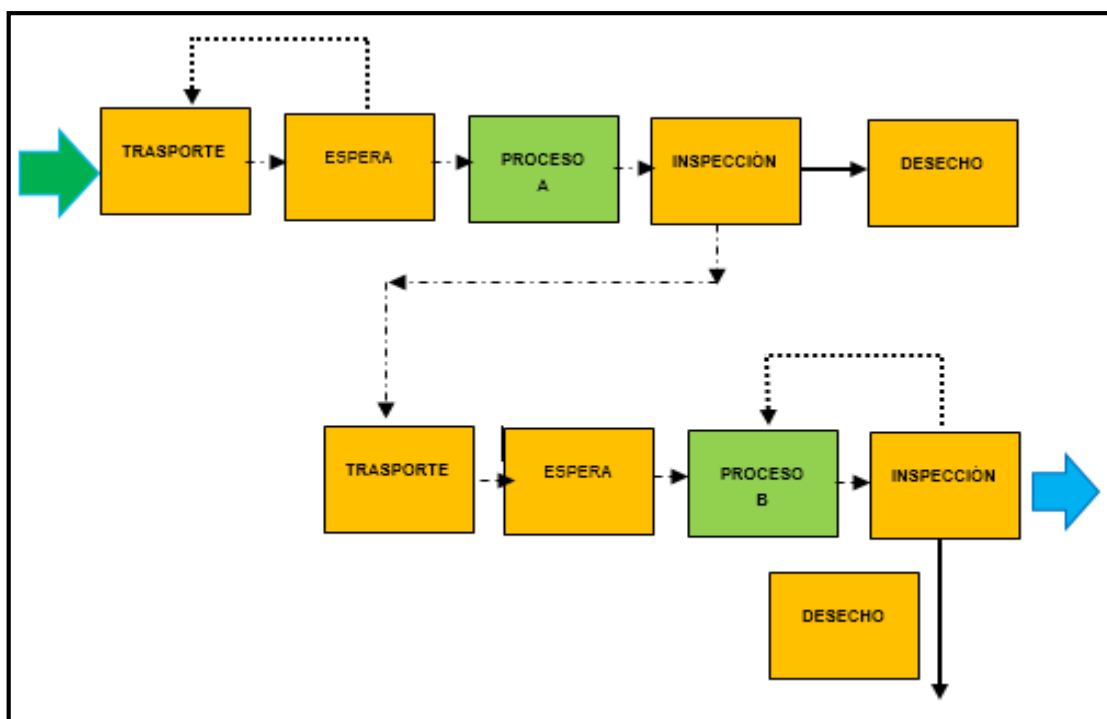 TRASPORTE
ESPERA
PROCESO
A
INSPECCIÓN
DESECHO
TRASPORTE
ESPERA
PROCESO
B
INSPECCIÓN
DESECHO